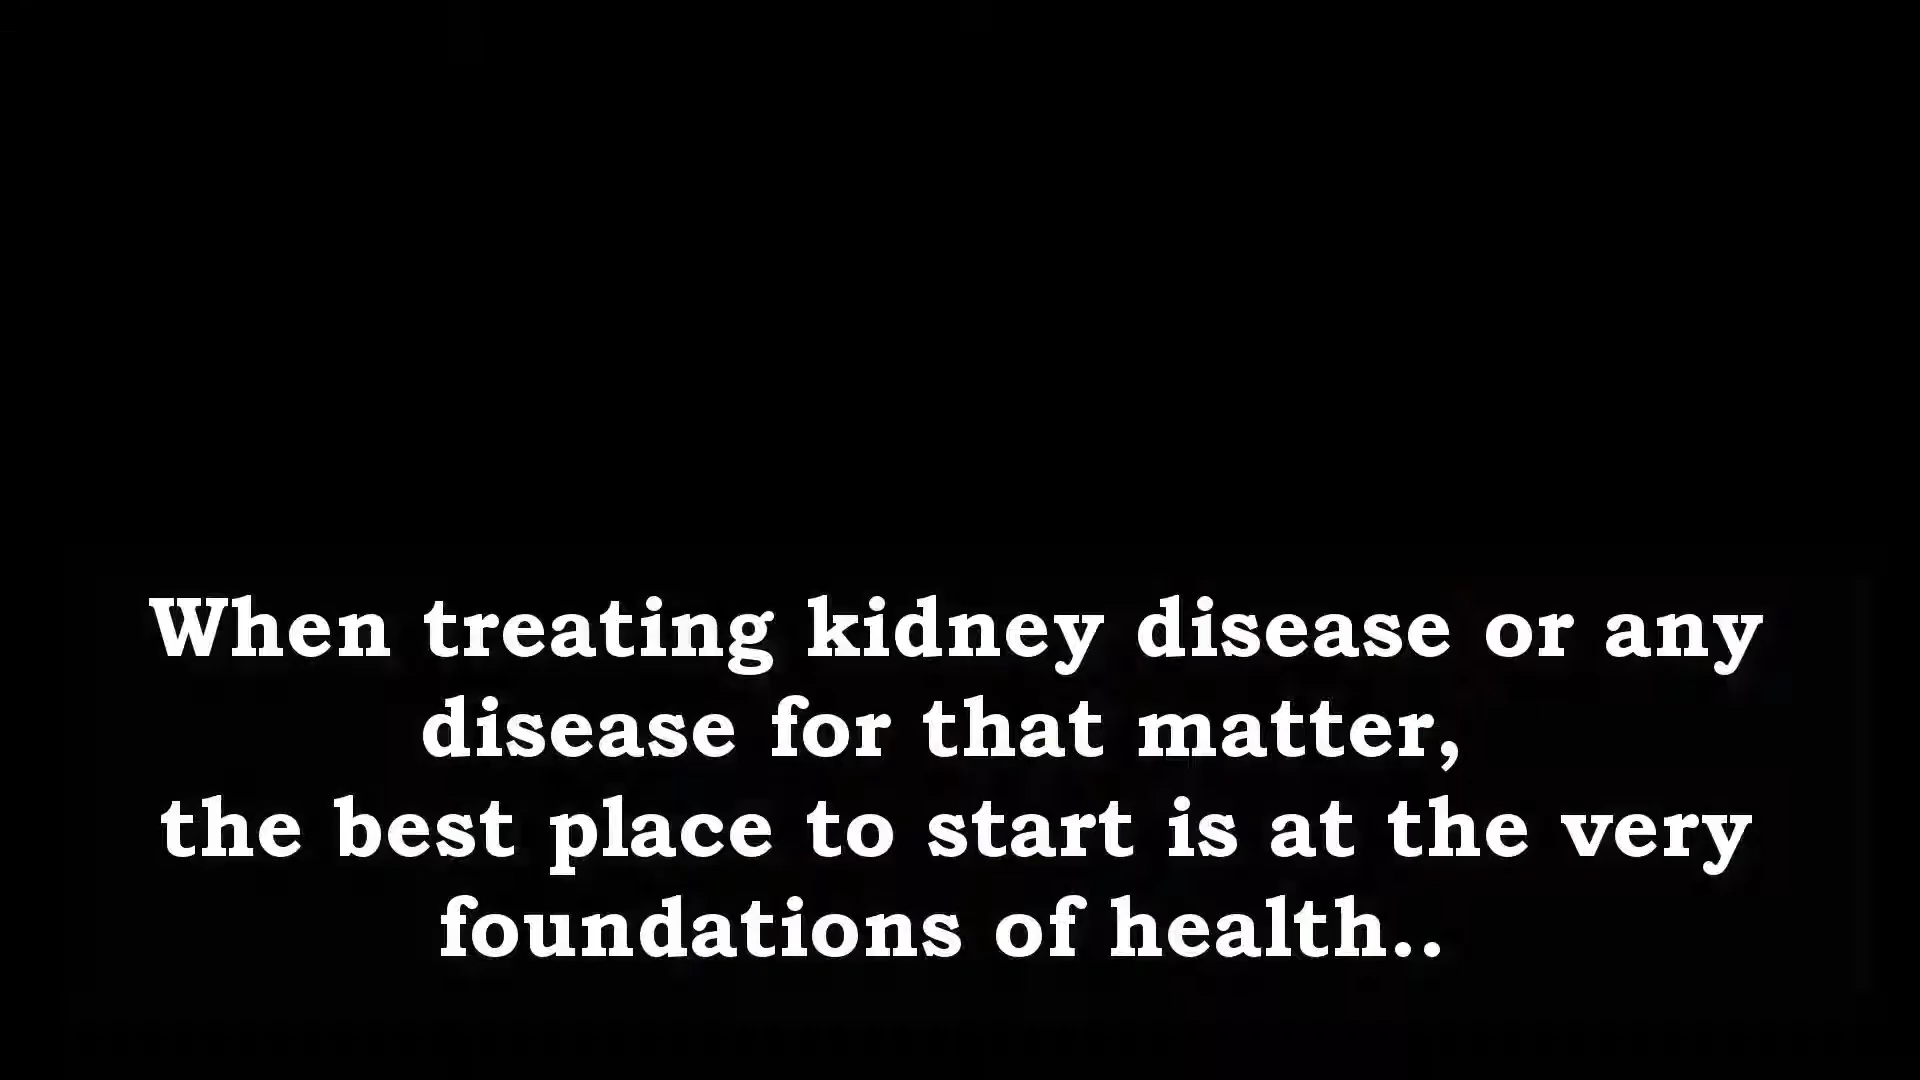 When treating kidney disease or any
disease for that matter,
the best place to start is at the very
foundations of health..